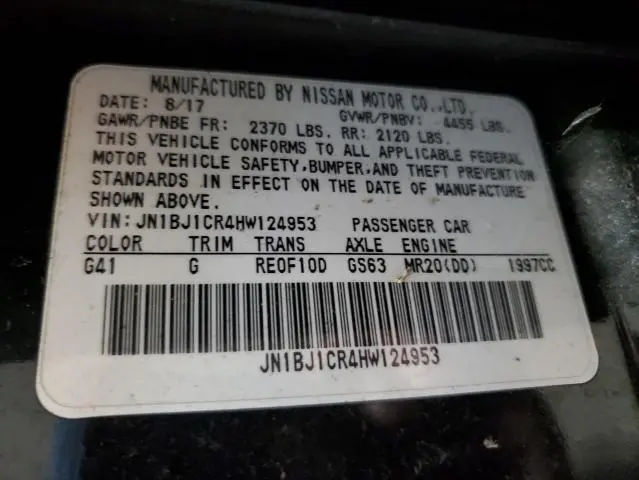 MANUFACTURED BY NISSAN MOTOR CO.,LTD.
DATE: 8/17 GVWR/PNBV: 4455 LBS.
GAWR/PNBE FR: 2370 LBS. RR: 2120 LBS.
THIS VEHICLE CONFORMS TO ALL APPLICABLE FEDERAL
MOTOR VEHICLE SAFETY,BUMPER,AND THEFT PREVENTION
STANDARDS IN EFFECT ON THE DATE OF MANUFACTURE
SHOWN ABOVE.
VIN: JN1BJ1CR4HW124953 PASSENGER CAR
COLOR TRIM TRANS AXLE ENGINE
G41 G RE0F10D GS63 MR20(DD) 1997CC
JN1BJ1CR4HW124953